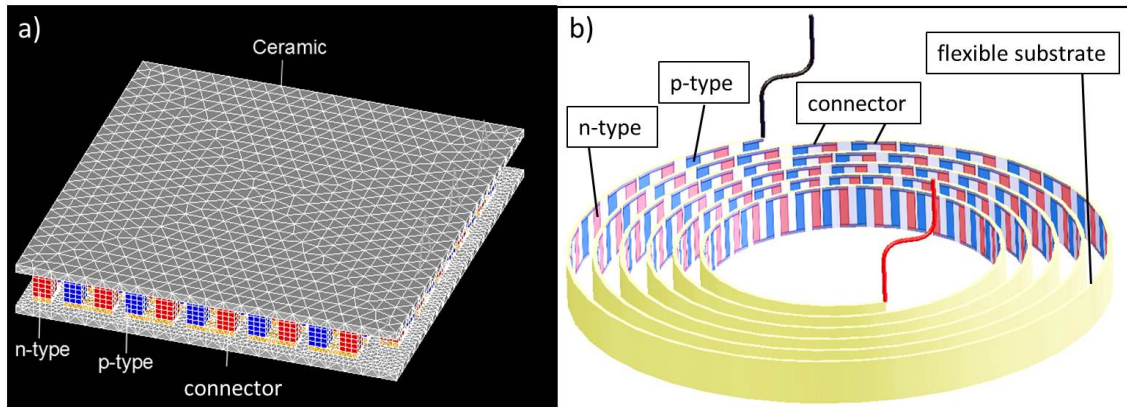 a)
Ceramic
n-type
p-type
connector
b)
flexible substrate
p-type
connector
n-type